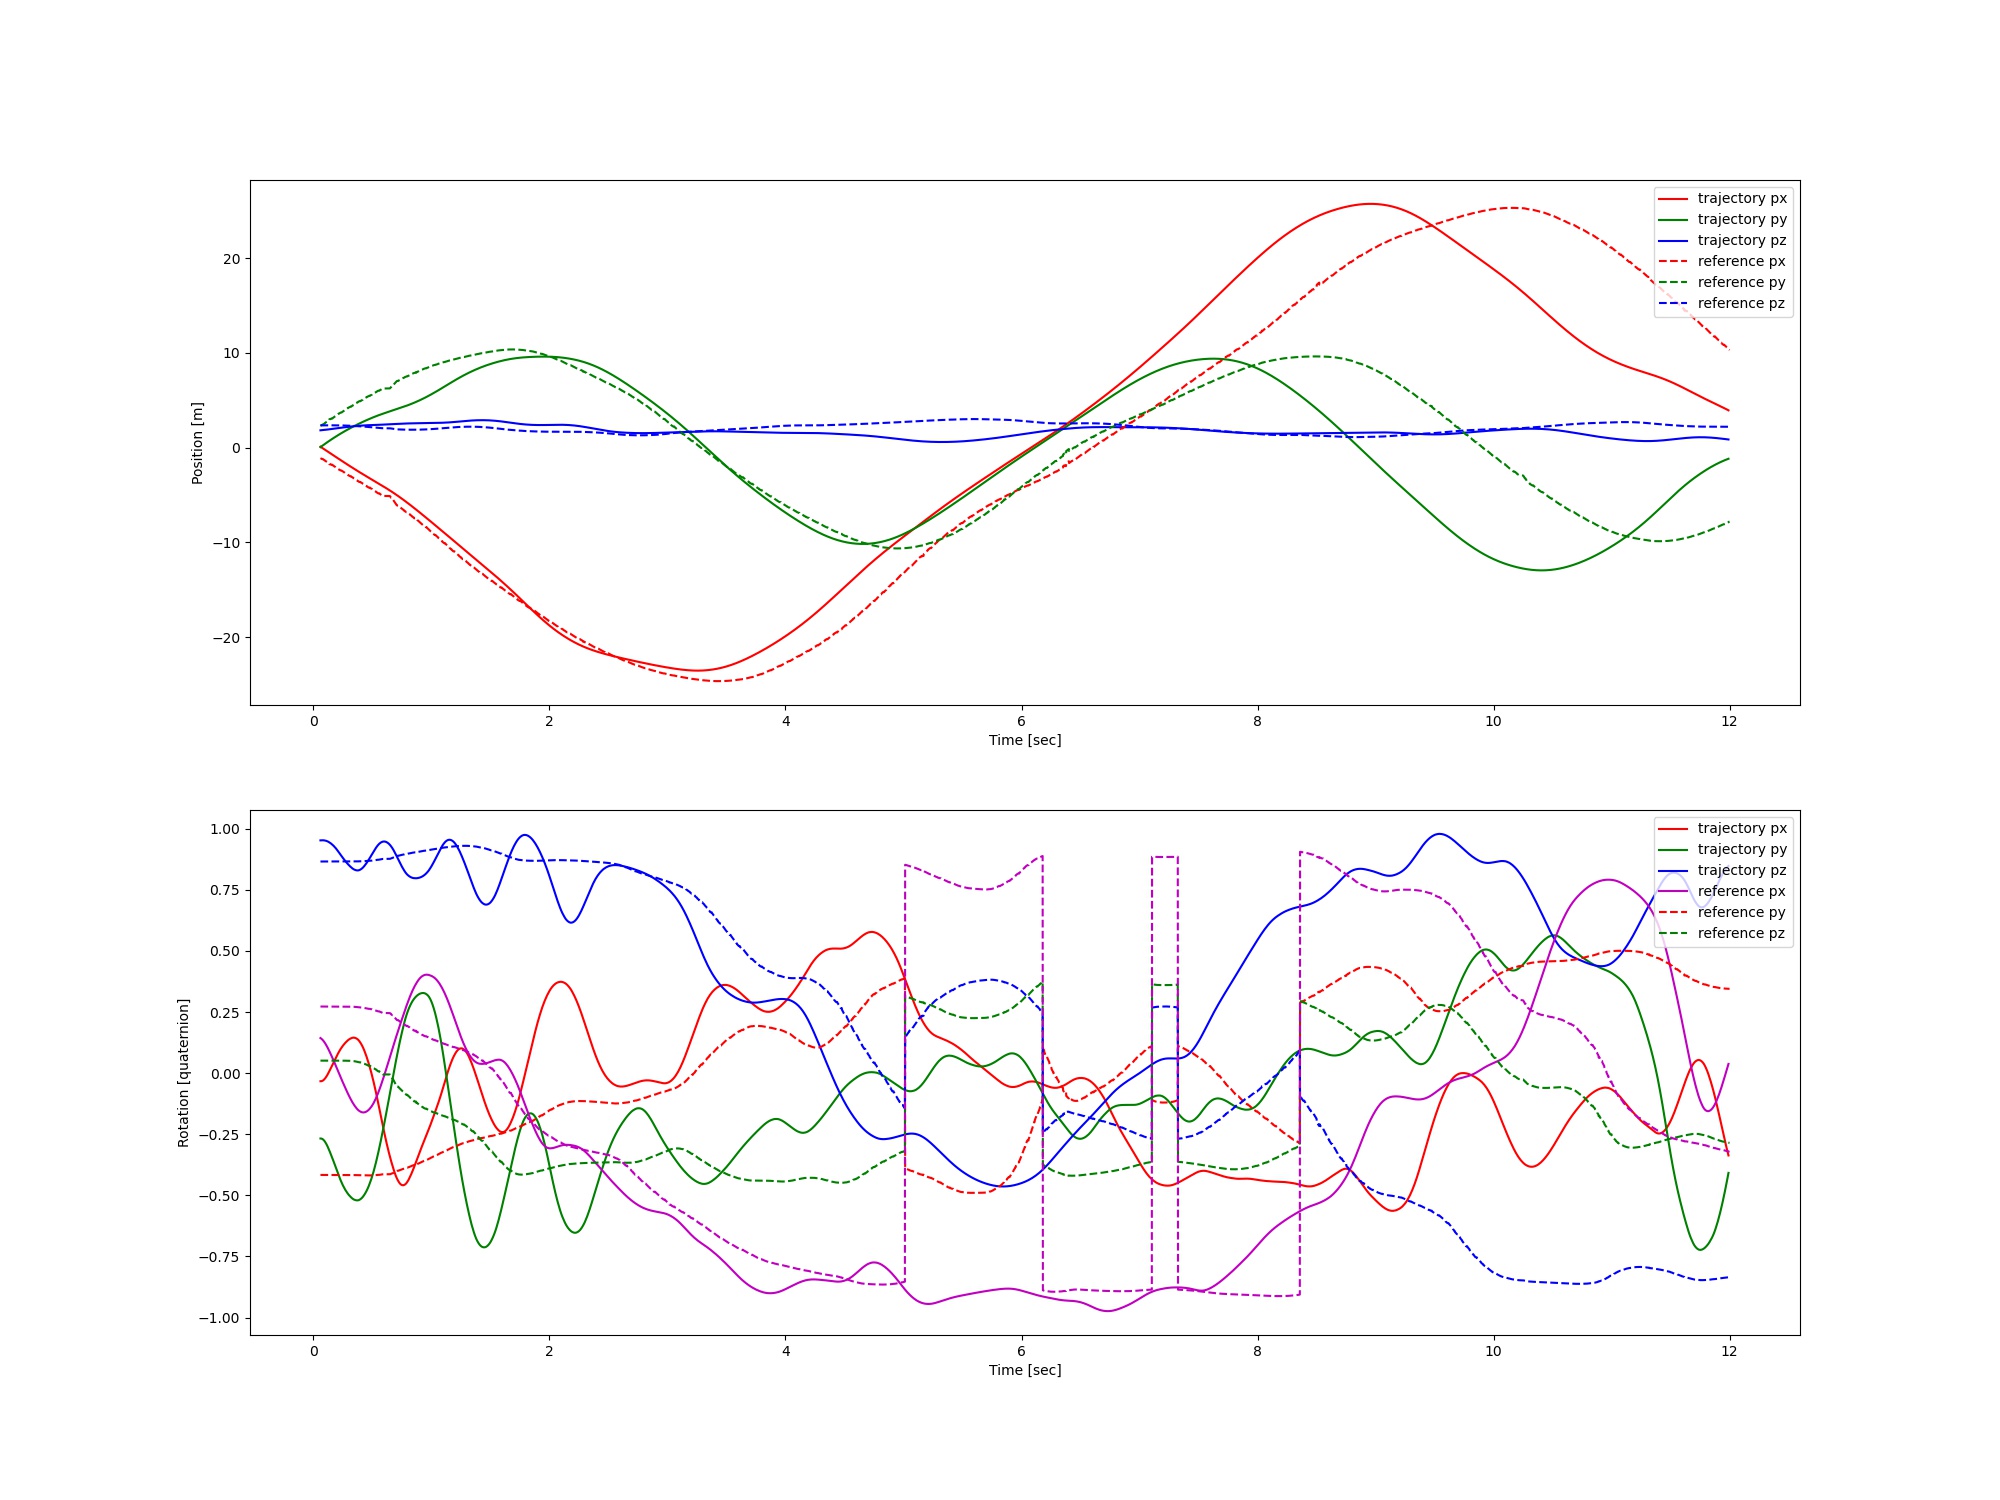 Position [m]
20
10
0
−10
−20
0 2 4 6 8 10 12
Time [sec]
trajectory px
trajectory py
trajectory pz
reference px
reference py
reference pz
Rotation [quaternion]
1.00
0.75
0.50
0.25
0.00
−0.25
−0.50
−0.75
−1.00
0 2 4 6 8 10 12
Time [sec]
trajectory px
trajectory py
trajectory pz
reference px
reference py
reference pz